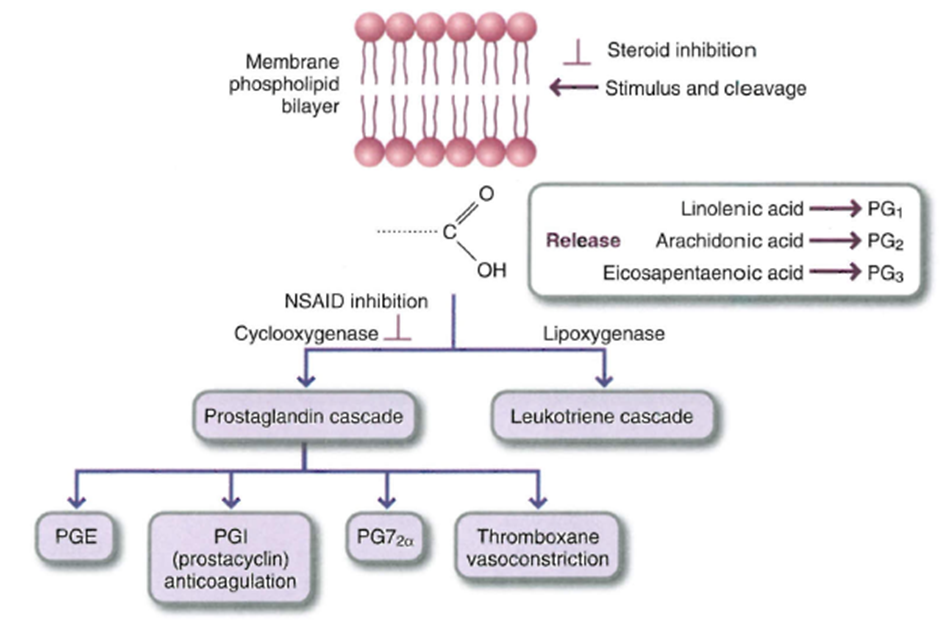 Membrane
phospholipid
bilayer
Steroid inhibition
Stimulus and cleavage
O
C
OH
Release
Linolenic acid → PG₁
Arachidonic acid → PG₂
Eicosapentaenoic acid → PG₃
NSAID inhibition
Cyclooxygenase
Lipoxygenase
Prostaglandin cascade
Leukotriene cascade
PGE
PGI
(prostacyclin)
anticoagulation
PG7₂α
Thromboxane
vasoconstriction